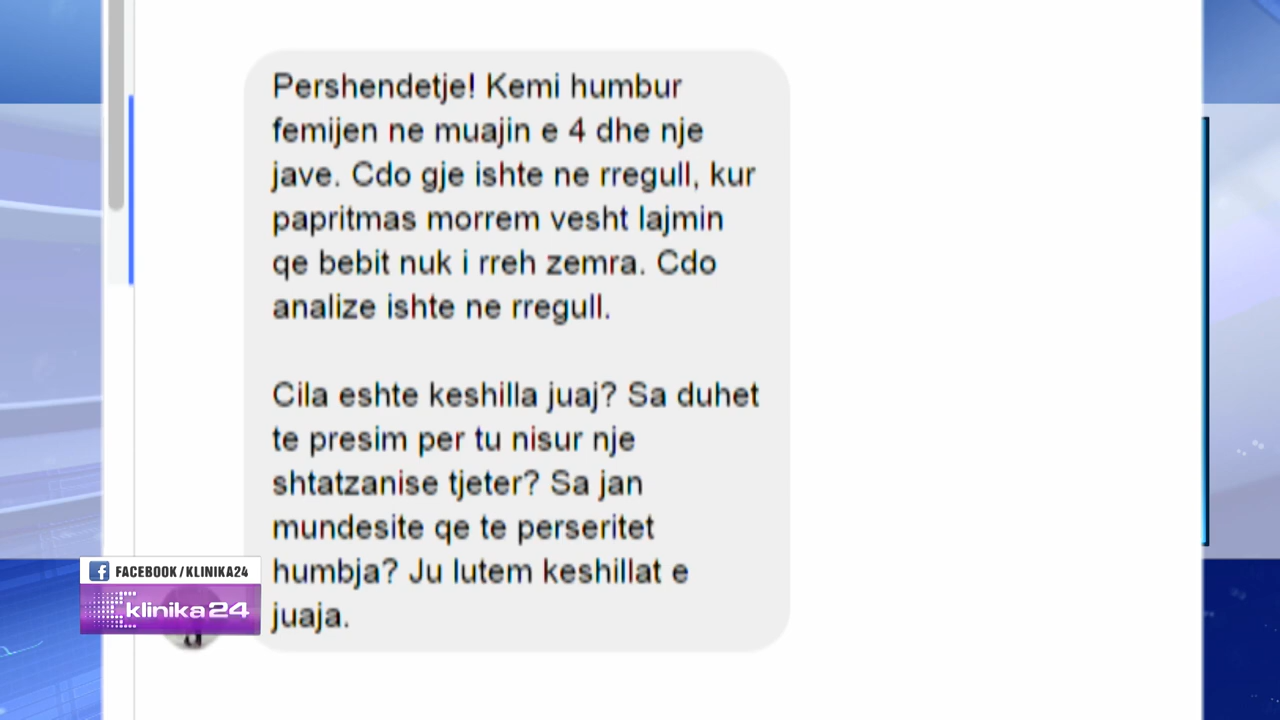 Pershendetje! Kemi humbur
femijen ne muajin e 4 dhe nje
jave. Cdo gje ishte ne rregull, kur
papritmas morrem vesht lajmin
qe bebit nuk i rreh zemra. Cdo
analize ishte ne rregull.
Cila eshte keshilla juaj? Sa duhet
te presim per tu nisur nje
shtatzanise tjeter? Sa jan
mundesite qe te perseritet
humbja? Ju lutem keshillat e
juaja.
FACEBOOK/KLINIKA24
klinika 24